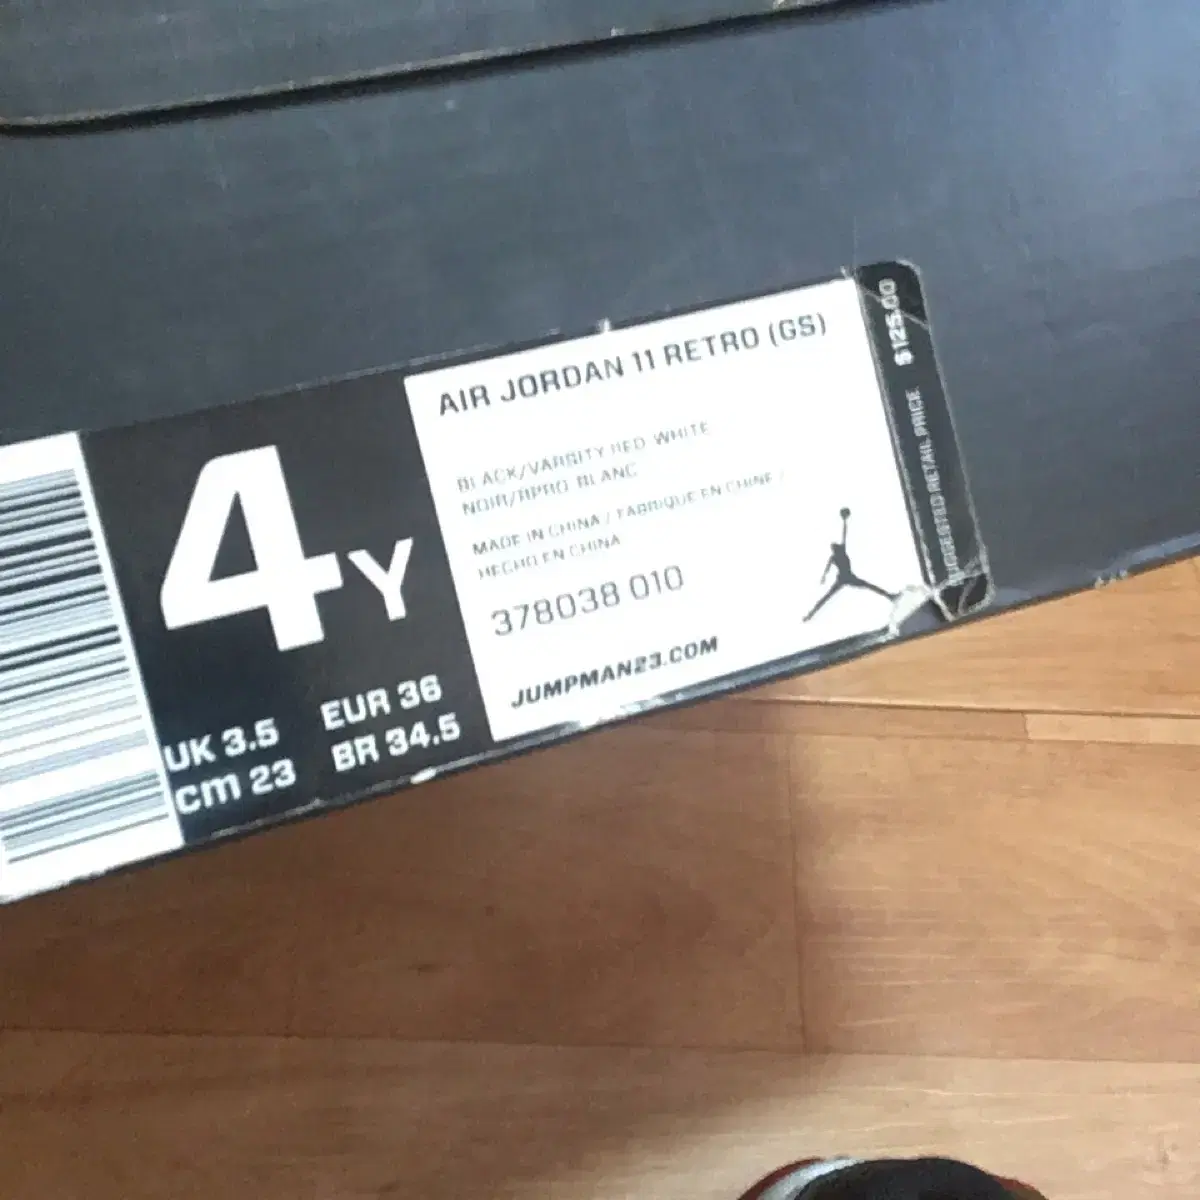 4Y
UK 3.5 EUR 36
cm 23 BR 34.5
AIR JORDAN 11 RETRO (GS)
BLACK/VARSITY RED WHITE
NOIR/RPRO BLANC
MADE IN CHINA / FABRIQUE EN CHINE /
HECHO EN CHINA
378038 010
JUMPMAN23.COM
SUGGESTED RETAIL PRICE $125.00